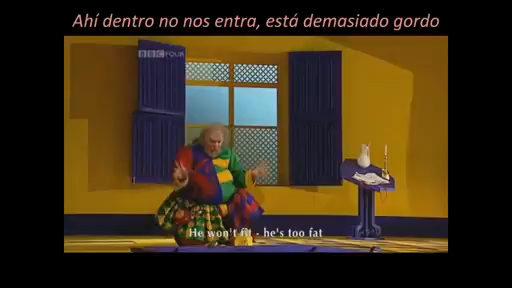 Ahí dentro no nos entra, está demasiado gordo
BBC FOUR
He won't fit - he's too fat